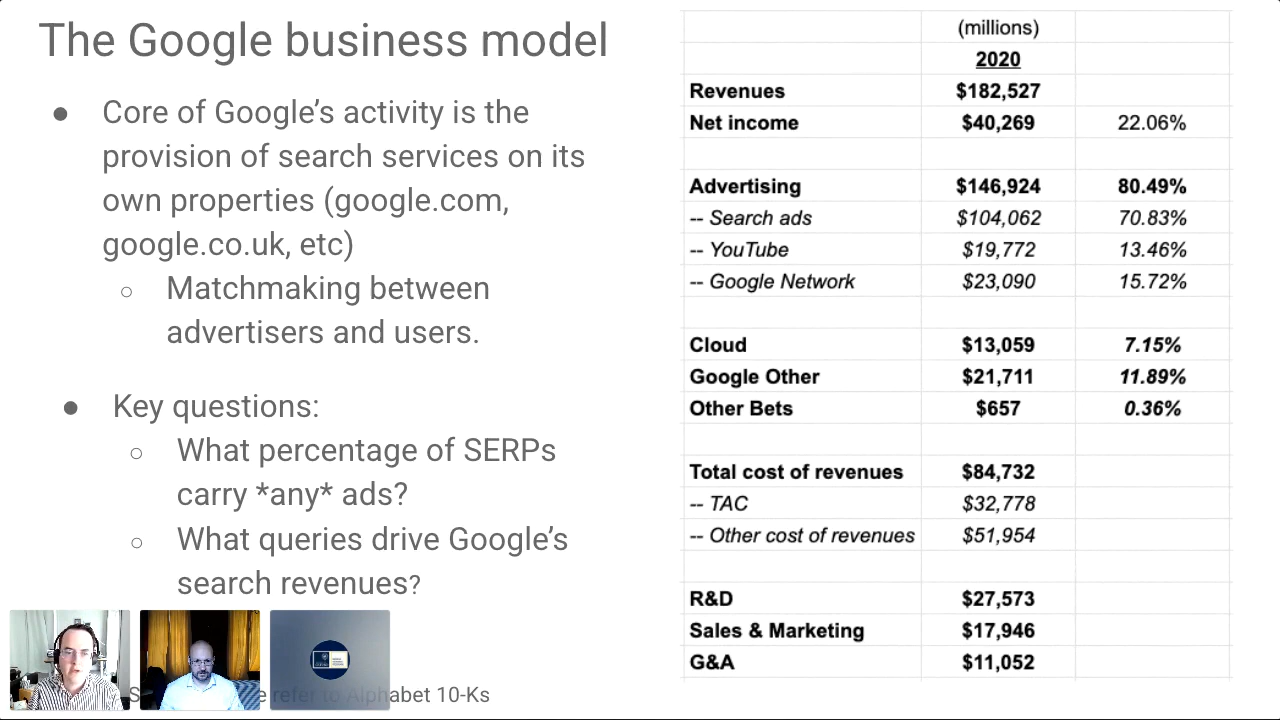 The Google business model
● Core of Google's activity is the
provision of search services on its
own properties (google.com,
google.co.uk, etc)
○ Matchmaking between
advertisers and users.
● Key questions:
○ What percentage of SERPs
carry *any* ads?
○ What queries drive Google's
search revenues?
refer to Alphabet 10-Ks
(millions)
2020
Revenues $182,527
Net income $40,269 22.06%
Advertising $146,924 80.49%
-- Search ads $104,062 70.83%
-- YouTube $19,772 13.46%
-- Google Network $23,090 15.72%
Cloud $13,059 7.15%
Google Other $21,711 11.89%
Other Bets $657 0.36%
Total cost of revenues $84,732
-- TAC $32,778
-- Other cost of revenues $51,954
R&D $27,573
Sales & Marketing $17,946
G&A $11,052